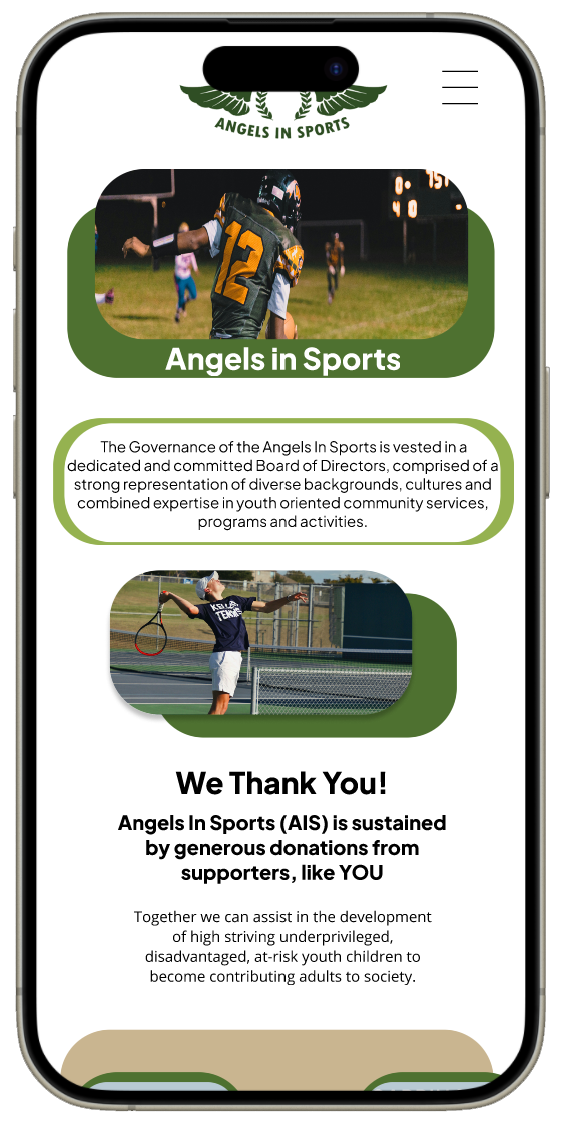 ANGELS IN SPORTS
12
Angels in Sports
The Governance of the Angels In Sports is vested in a
dedicated and committed Board of Directors, comprised of a
strong representation of diverse backgrounds, cultures and
combined expertise in youth oriented community services,
programs and activities.
TENNIS
We Thank You!
Angels In Sports (AIS) is sustained
by generous donations from
supporters, like YOU
Together we can assist in the development
of high striving underprivileged,
disadvantaged, at-risk youth children to
become contributing adults to society.